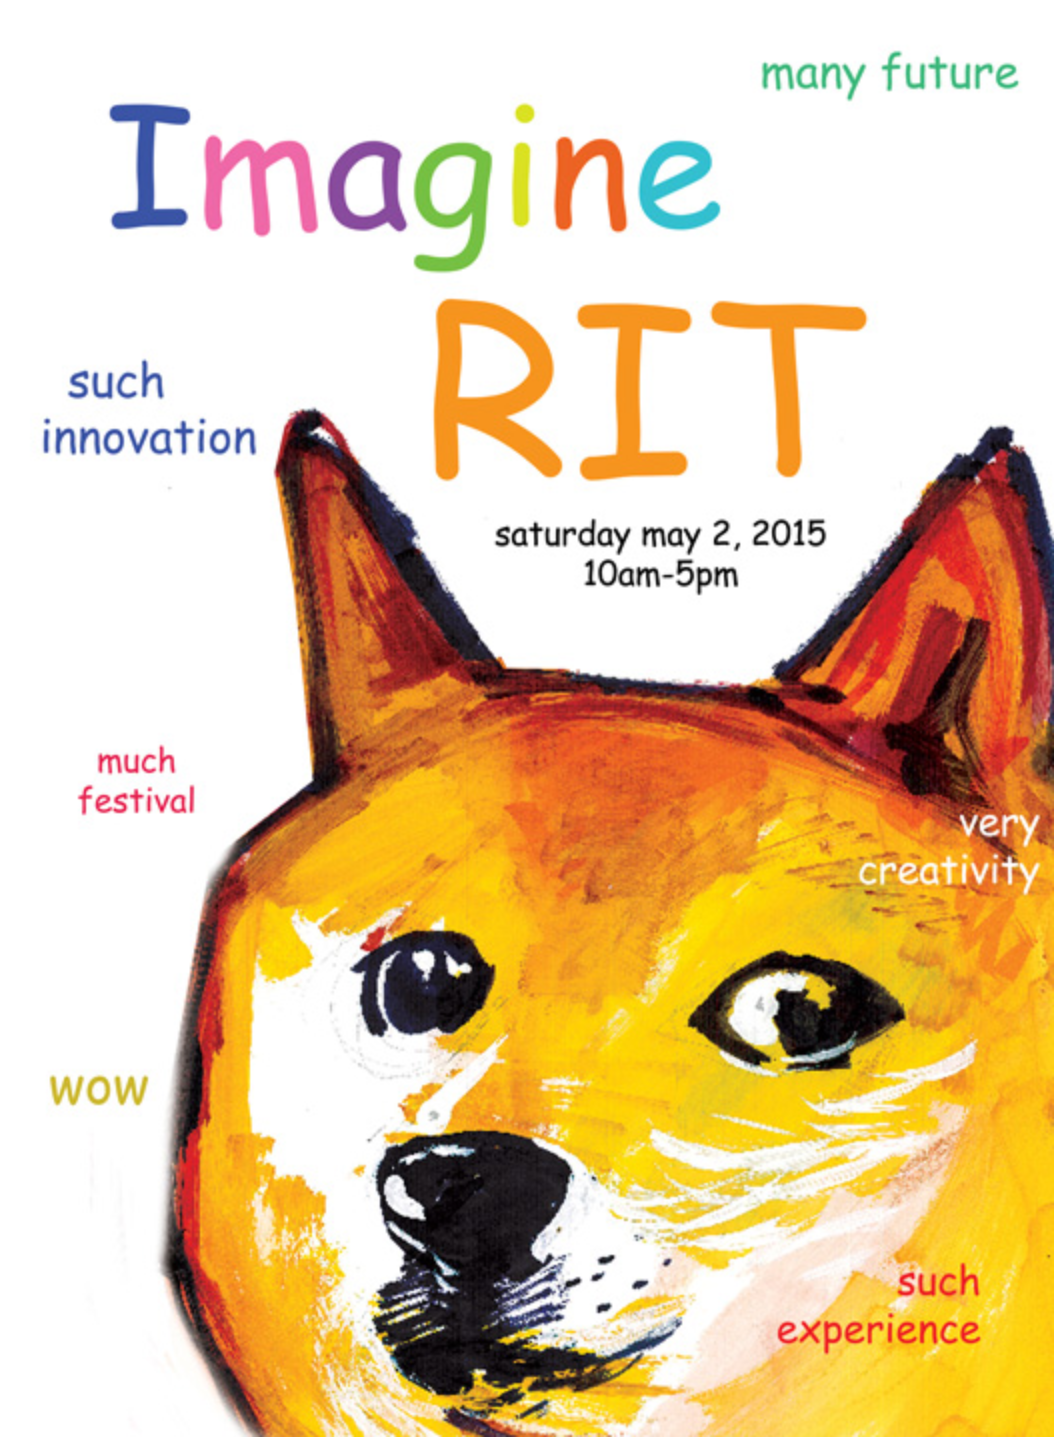 many future
Imagine
RIT
such
innovation
saturday may 2, 2015
10am-5pm
much
festival
very
creativity
wow
such
experience